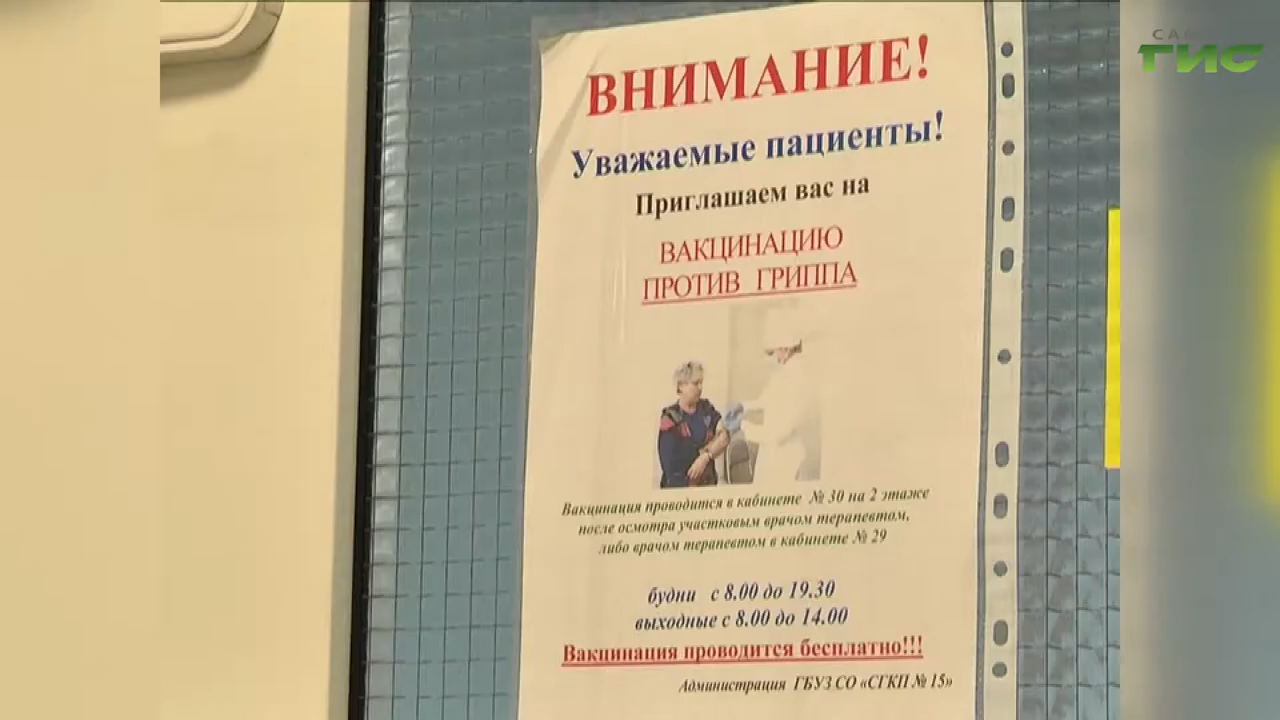 ВНИМАНИЕ!
Уважаемые пациенты!
Приглашаем вас на
ВАКЦИНАЦИЮ
ПРОТИВ ГРИППА
Вакцинация проводится в кабинете № 30 на 2 этаже
после осмотра участковым врачом терапевтом,
либо врачом терапевтом в кабинете № 29
будни с 8.00 до 19.30
выходные с 8.00 до 14.00
Вакцинация проводится бесплатно!!!
Администрация ГБУЗ СО «СГКП № 15»
ГИС